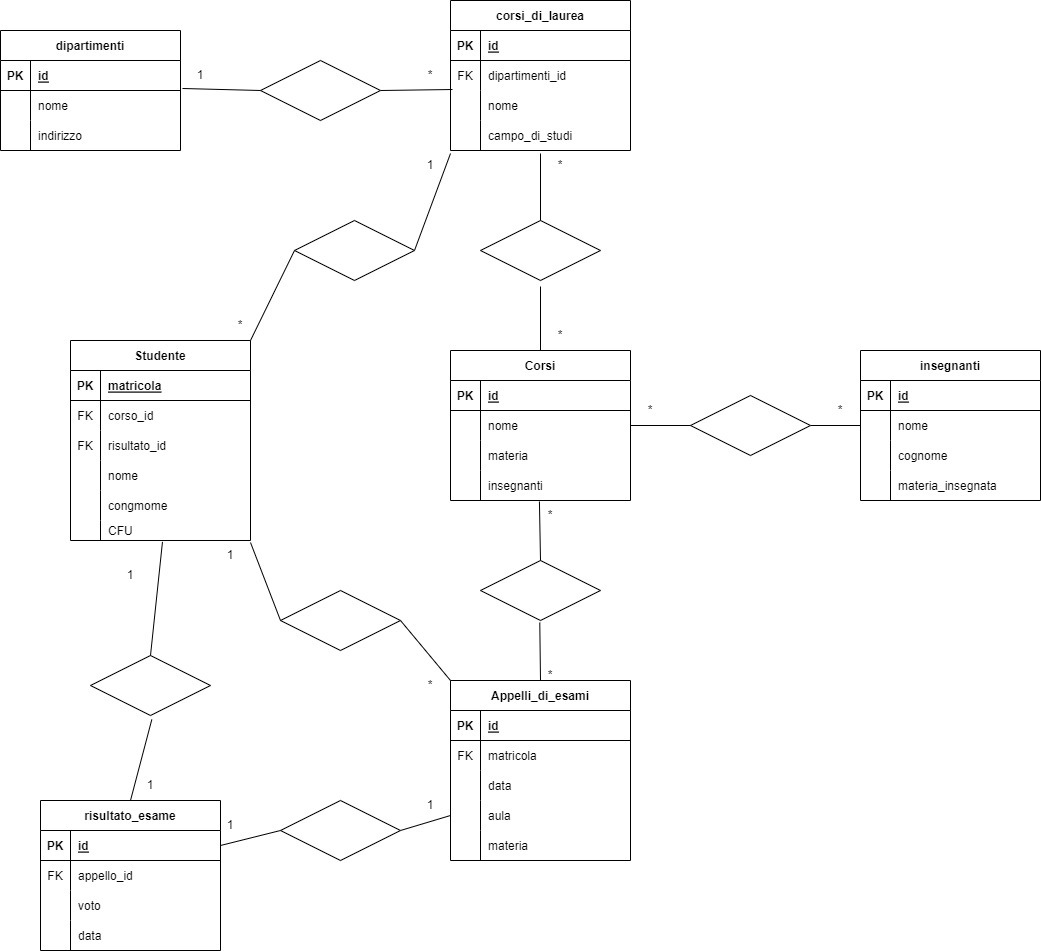 corsi_di_laurea
PK id
FK dipartimenti_id
nome
campo_di_studi
dipartimenti
PK id
nome
indirizzo
1
*
1
*
*
*
Studente
PK matricola
FK corso_id
FK risultato_id
nome
congmome
CFU
Corsi
PK id
nome
materia
insegnanti
*
*
insegnanti
PK id
nome
cognome
materia_insegnata
1
1
*
*
*
1
1
1
Appelli_di_esami
PK id
FK matricola
data
aula
materia
risultato_esame
PK id
FK appello_id
voto
data